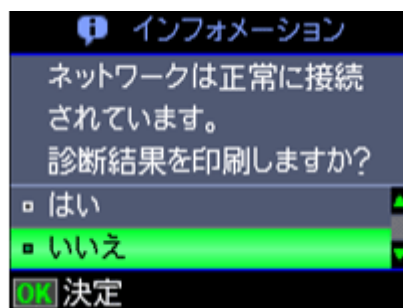 インフォメーション
ネットワークは正常に接続
されています。
診断結果を印刷しますか?
はい
いいえ
OK 決定